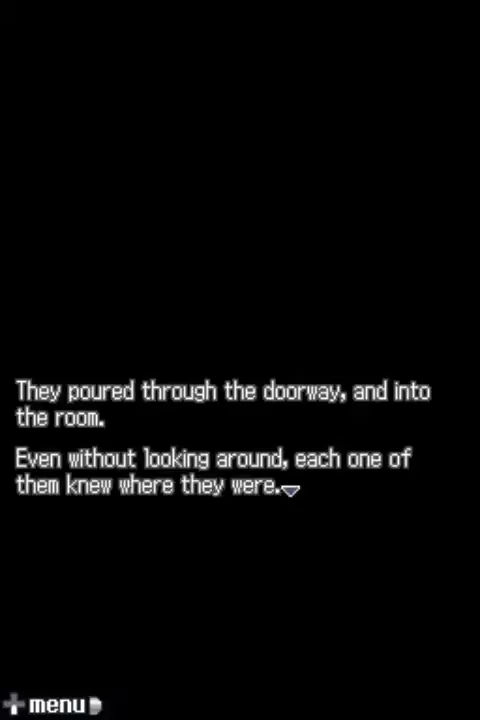 They poured through the doorway, and into
the room.
Even without looking around, each one of
them knew where they were.
menu